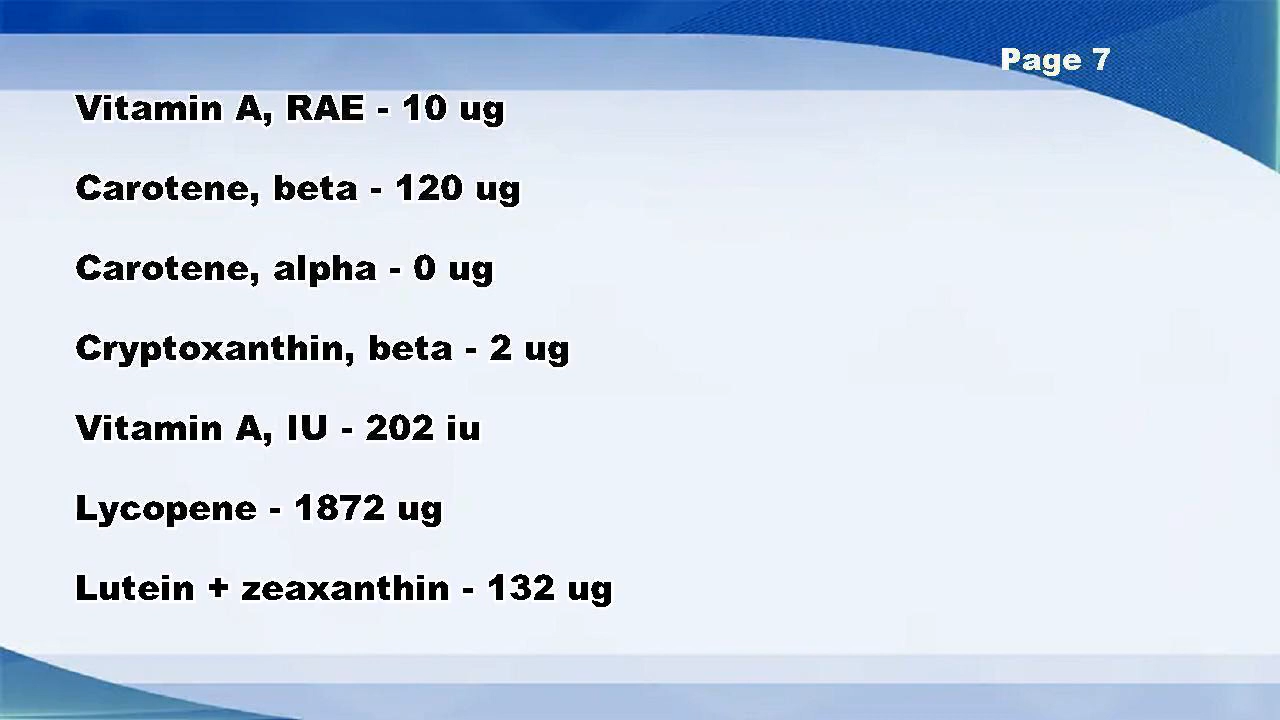 Page 7
Vitamin A, RAE - 10 ug
Carotene, beta - 120 ug
Carotene, alpha - 0 ug
Cryptoxanthin, beta - 2 ug
Vitamin A, IU - 202 iu
Lycopene - 1872 ug
Lutein + zeaxanthin - 132 ug